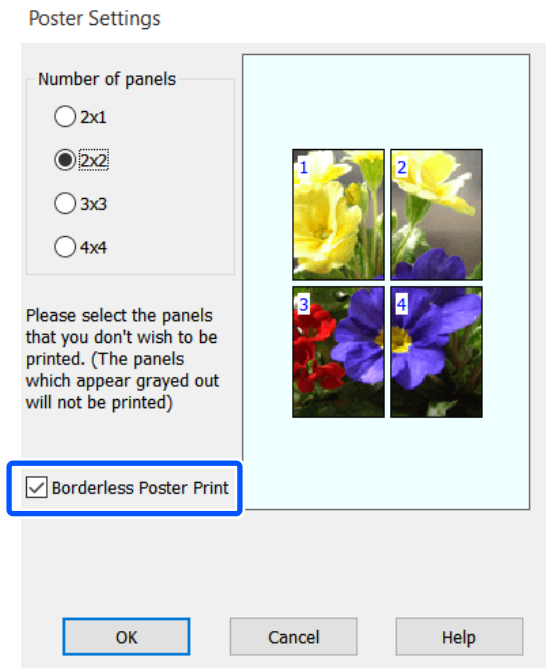 Poster Settings
Number of panels
2x1
2x2
3x3
4x4
1
2
3
4
Please select the panels
that you don't wish to be
printed. (The panels
which appear grayed out
will not be printed)
Borderless Poster Print
OK
Cancel
Help